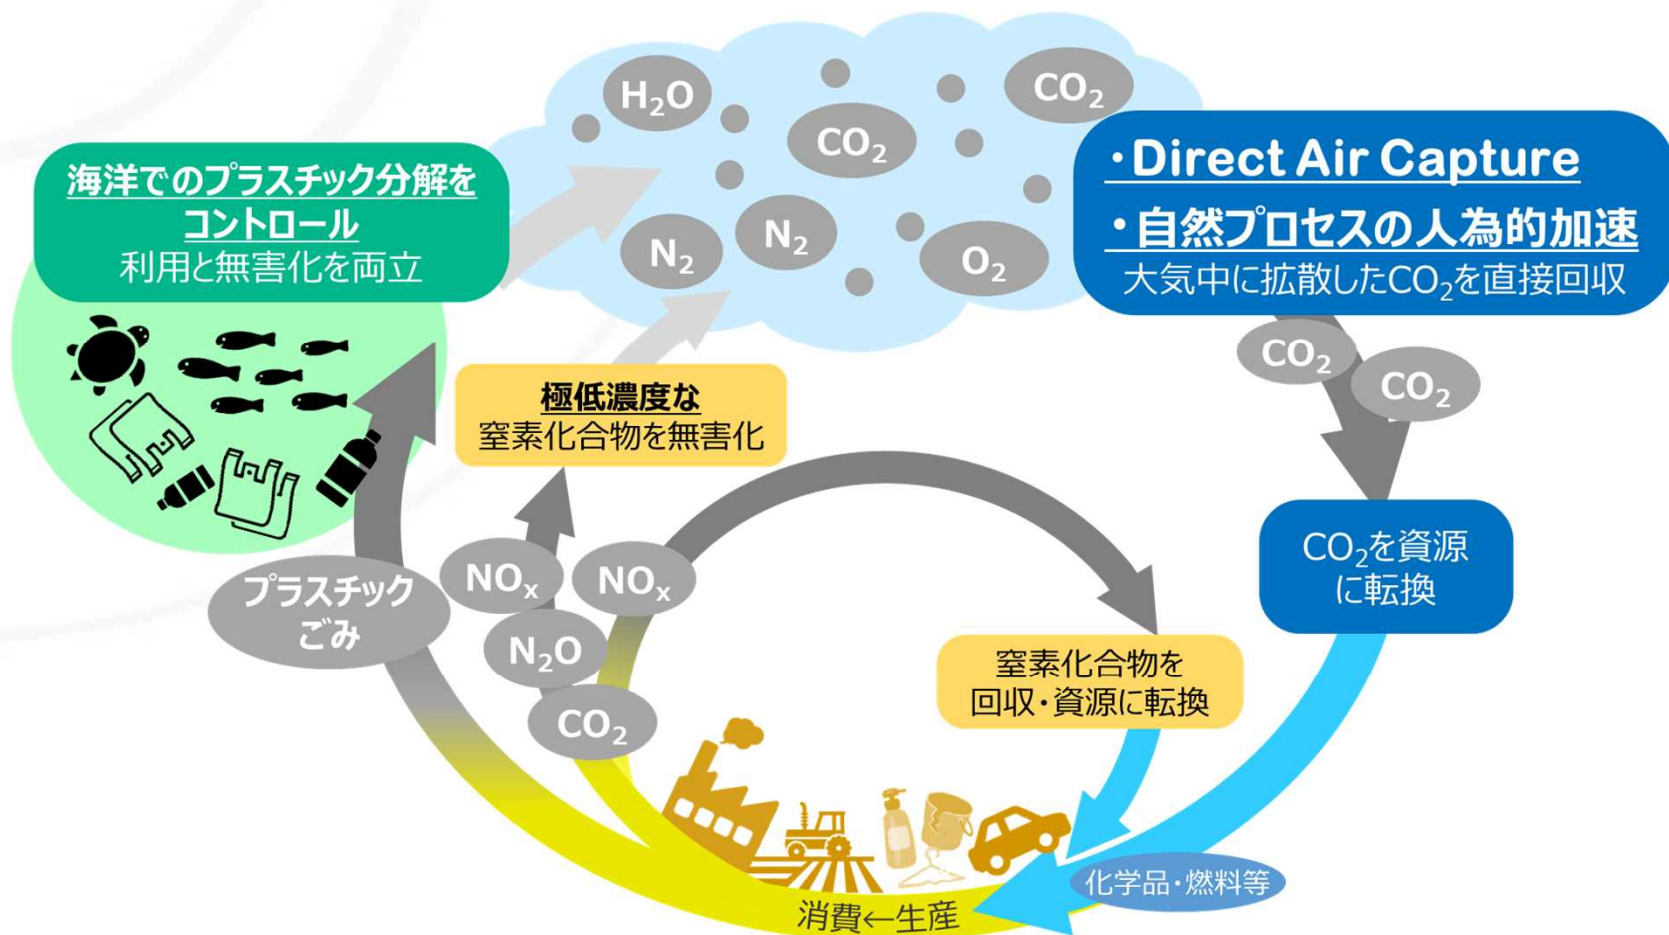 H₂O
CO₂
CO₂
N₂
N₂
O₂
海洋でのプラスチック分解を
コントロール
利用と無害化を両立
・Direct Air Capture
・自然プロセスの人為的加速
大気中に拡散したCO₂を直接回収
CO₂
CO₂
極低濃度な
窒素化合物を無害化
CO₂を資源
に転換
プラスチック
ごみ
NOₓ
NOₓ
N₂O
CO₂
窒素化合物を
回収・資源に転換
化学品・燃料等
消費←生産